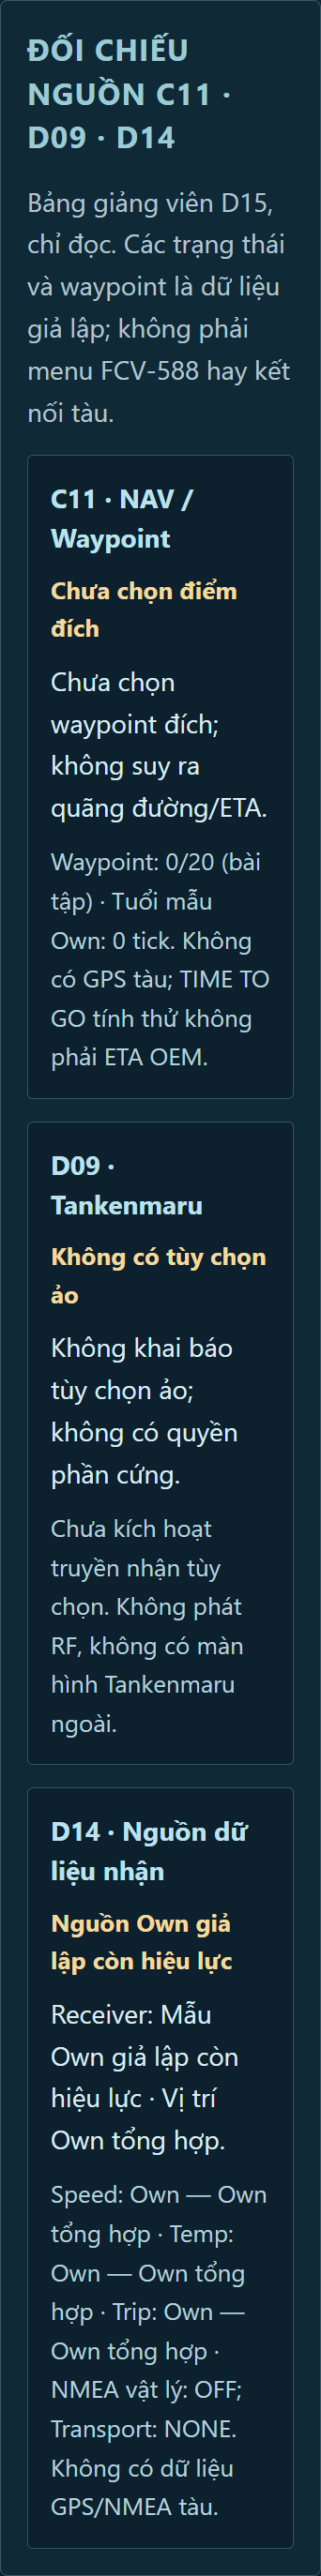 ĐỐI CHIẾU
NGUỒN C11 ·
D09 · D14
Bảng giảng viên D15,
chỉ đọc. Các trạng thái
và waypoint là dữ liệu
giả lập; không phải
menu FCV-588 hay kết
nối tàu.
C11 · NAV /
Waypoint
Chưa chọn điểm
đích
Chưa chọn
waypoint đích;
không suy ra
quãng đường/ETA.
Waypoint: 0/20 (bài
tập) · Tuổi mẫu
Own: 0 tick. Không
có GPS tàu; TIME TO
GO tính thử không
phải ETA OEM.
D09 ·
Tankenmaru
Không có tùy chọn
ảo
Không khai báo
tùy chọn ảo;
không có quyền
phần cứng.
Chưa kích hoạt
truyền nhận tùy
chọn. Không phát
RF, không có màn
hình Tankenmaru
ngoài.
D14 · Nguồn dữ
liệu nhận
Nguồn Own giả
lập còn hiệu lực
Receiver: Mẫu
Own giả lập còn
hiệu lực · Vị trí
Own tổng hợp.
Speed: Own — Own
tổng hợp · Temp:
Own — Own tổng
hợp · Trip: Own —
Own tổng hợp ·
NMEA vật lý: OFF;
Transport: NONE.
Không có dữ liệu
GPS/NMEA tàu.